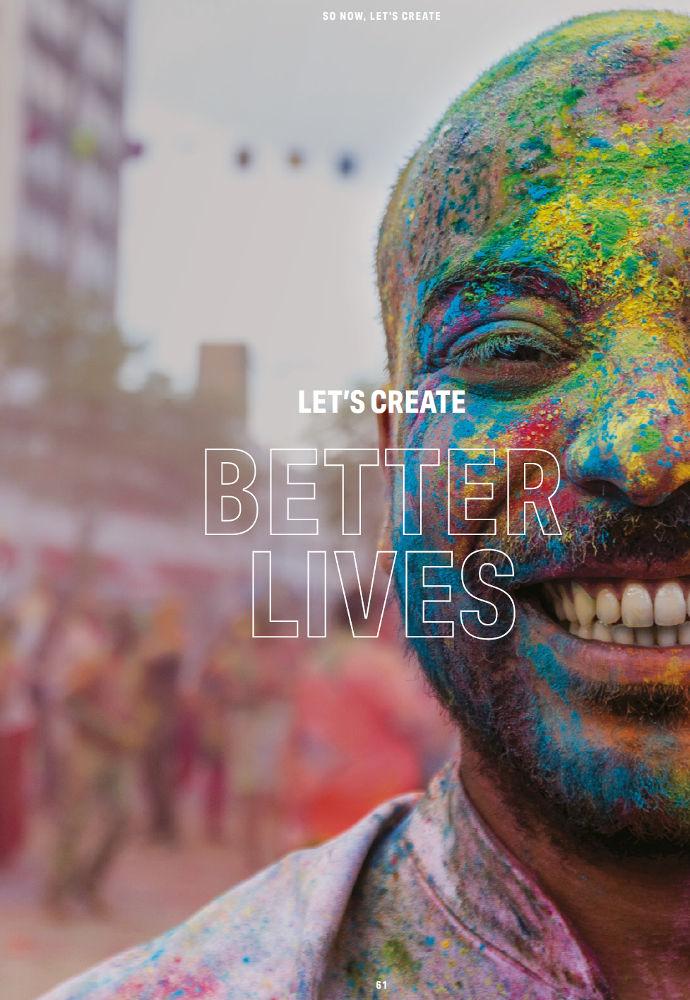 SO NOW, LET'S CREATE
LET'S CREATE
BETTER
LIVES
61